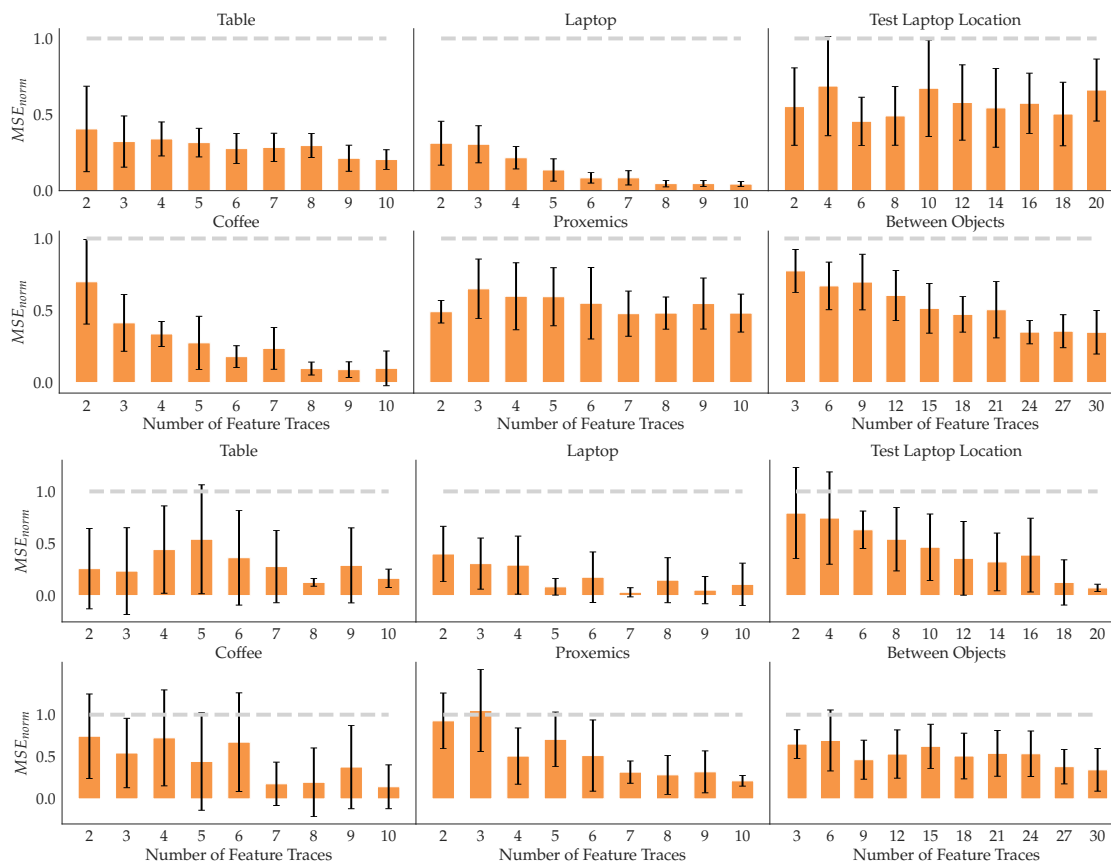 Table Laptop Test Laptop Location
1.0
0.5
0.0
MSEnorm
2 3 4 5 6 7 8 9 10 2 3 4 5 6 7 8 9 10 2 4 6 8 10 12 14 16 18 20
Coffee Proxemics Between Objects
1.0
0.5
0.0
MSEnorm
2 3 4 5 6 7 8 9 10 2 3 4 5 6 7 8 9 10 3 6 9 12 15 18 21 24 27 30
Number of Feature Traces Number of Feature Traces Number of Feature Traces
Table Laptop Test Laptop Location
1.0
0.5
0.0
MSEnorm
2 3 4 5 6 7 8 9 10 2 3 4 5 6 7 8 9 10 2 4 6 8 10 12 14 16 18 20
Coffee Proxemics Between Objects
1.0
0.5
0.0
MSEnorm
2 3 4 5 6 7 8 9 10 2 3 4 5 6 7 8 9 10 3 6 9 12 15 18 21 24 27 30
Number of Feature Traces Number of Feature Traces Number of Feature Traces